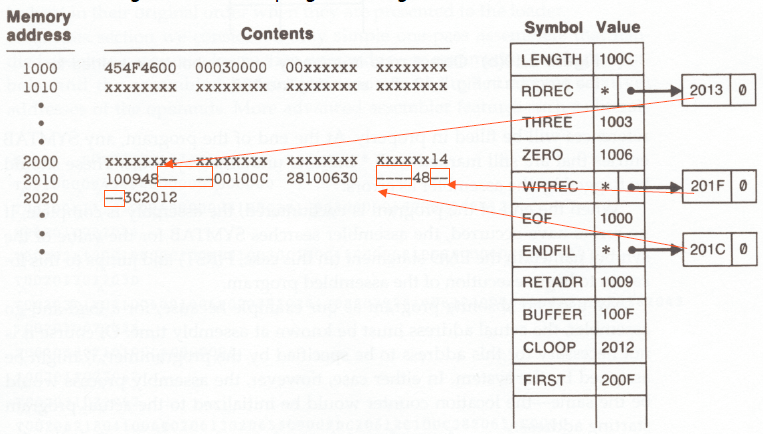 Memory
address
Contents
1000 454F4600 00030000 00xxxxxx xxxxxxxx
1010 xxxxxxxx xxxxxxxx xxxxxxxx xxxxxxxx
2000 xxxxxxxx xxxxxxxx xxxxxxxx xxxxxx14
2010 100948-- --00100C 28100630 ----48--
2020 --3C2012
Symbol Value
LENGTH 100C
RDREC * 2013 0
THREE 1003
ZERO 1006
WRREC * 201F 0
EOF 1000
ENDFIL * 201C 0
RETADR 1009
BUFFER 100F
CLOOP 2012
FIRST 200F